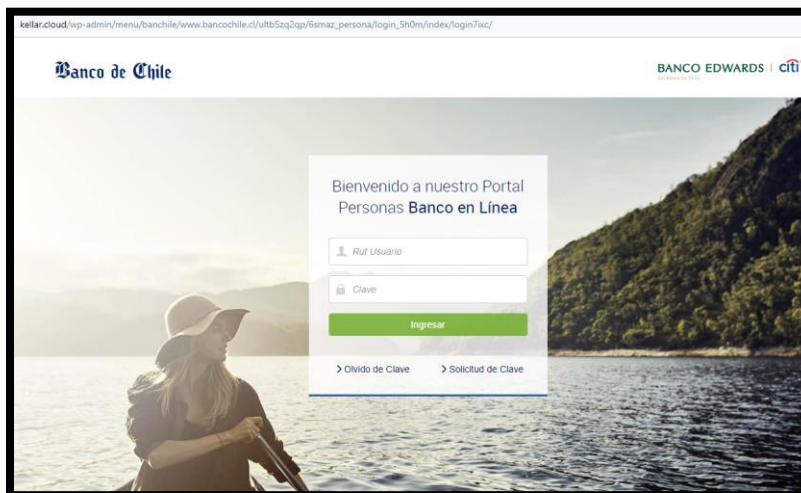 kellar.cloud/wp-admin/menu/banchile/www.bancochile.cl/ultb5zq2qp/6smaz_persona/login_5h0m/index/login7ixc/
Banco de Chile
BANCO EDWARDS | citi
Bienvenido a nuestro Portal
Personas Banco en Línea
Rut Usuario
Clave
Ingresar
Olvido de Clave
Solicitud de Clave